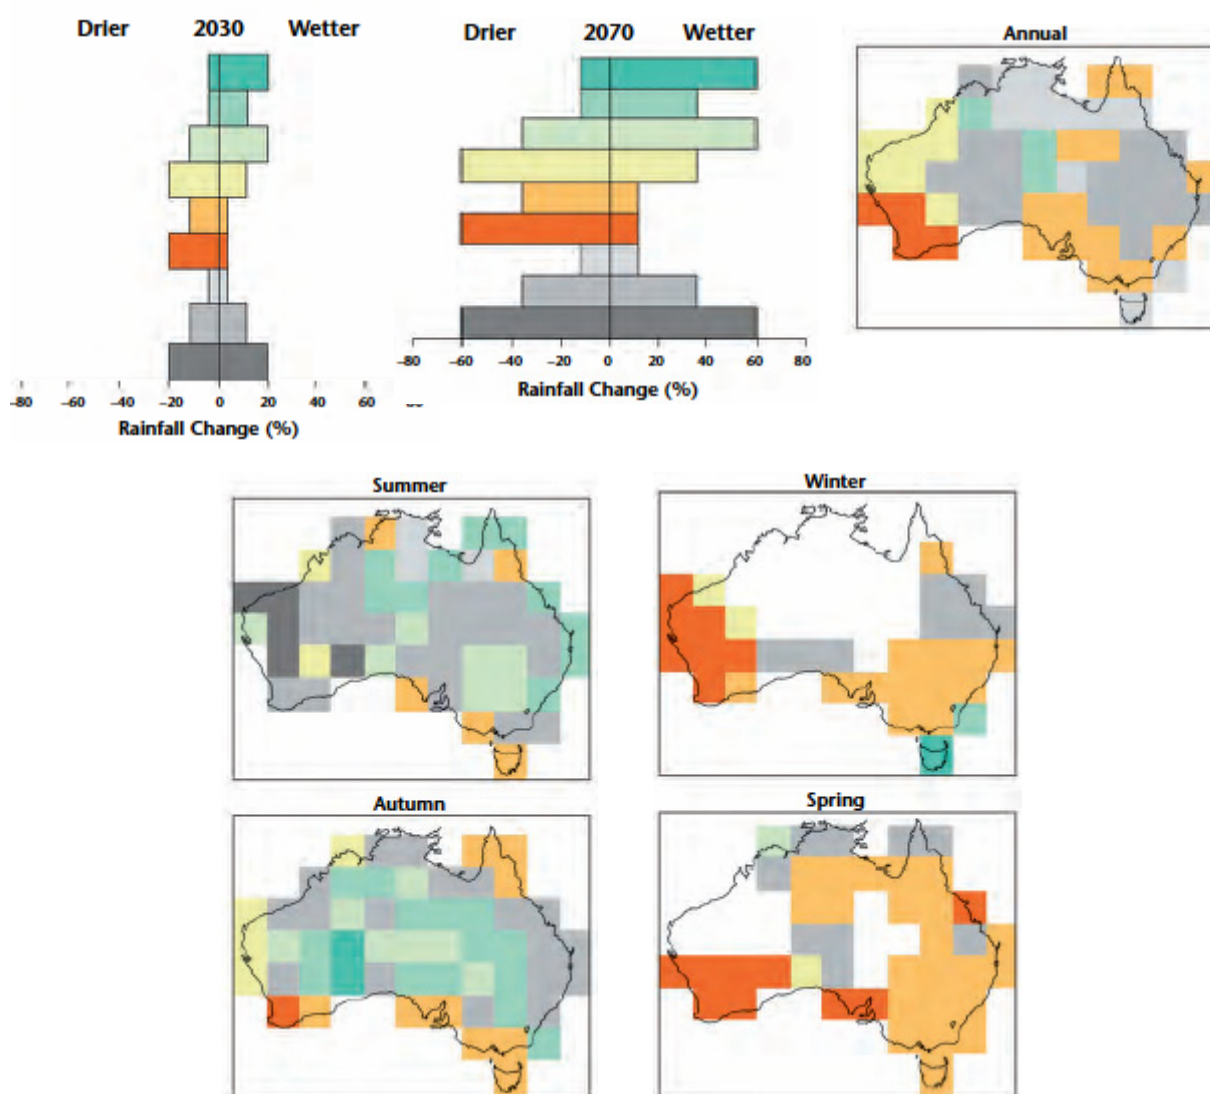 Drier 2030 Wetter
Drier 2070 Wetter
Annual
–80 –60 –40 –20 0 20 40 60
Rainfall Change (%)
–80 –60 –40 –20 0 20 40 60 80
Rainfall Change (%)
Summer
Winter
Autumn
Spring